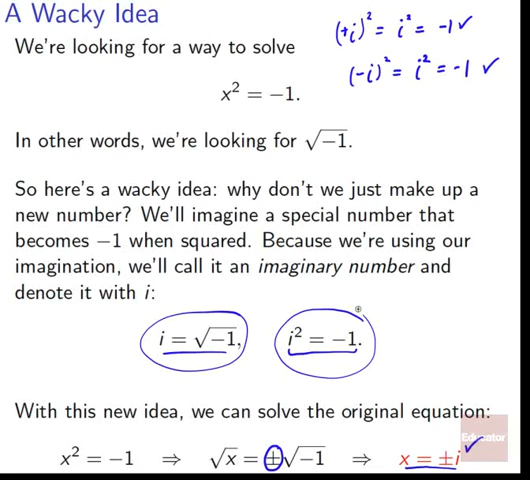 A Wacky Idea
(+i)² = i² = -1 ✓
We're looking for a way to solve
(-i)² = i² = -1 ✓
x² = −1.
In other words, we're looking for √−1.
So here's a wacky idea: why don't we just make up a
new number? We'll imagine a special number that
becomes −1 when squared. Because we're using our
imagination, we'll call it an imaginary number and
denote it with i:
i = √−1, i² = −1.
With this new idea, we can solve the original equation:
Educator
x² = −1 ⇒ √x = ±√−1 ⇒ x = ±i ✓